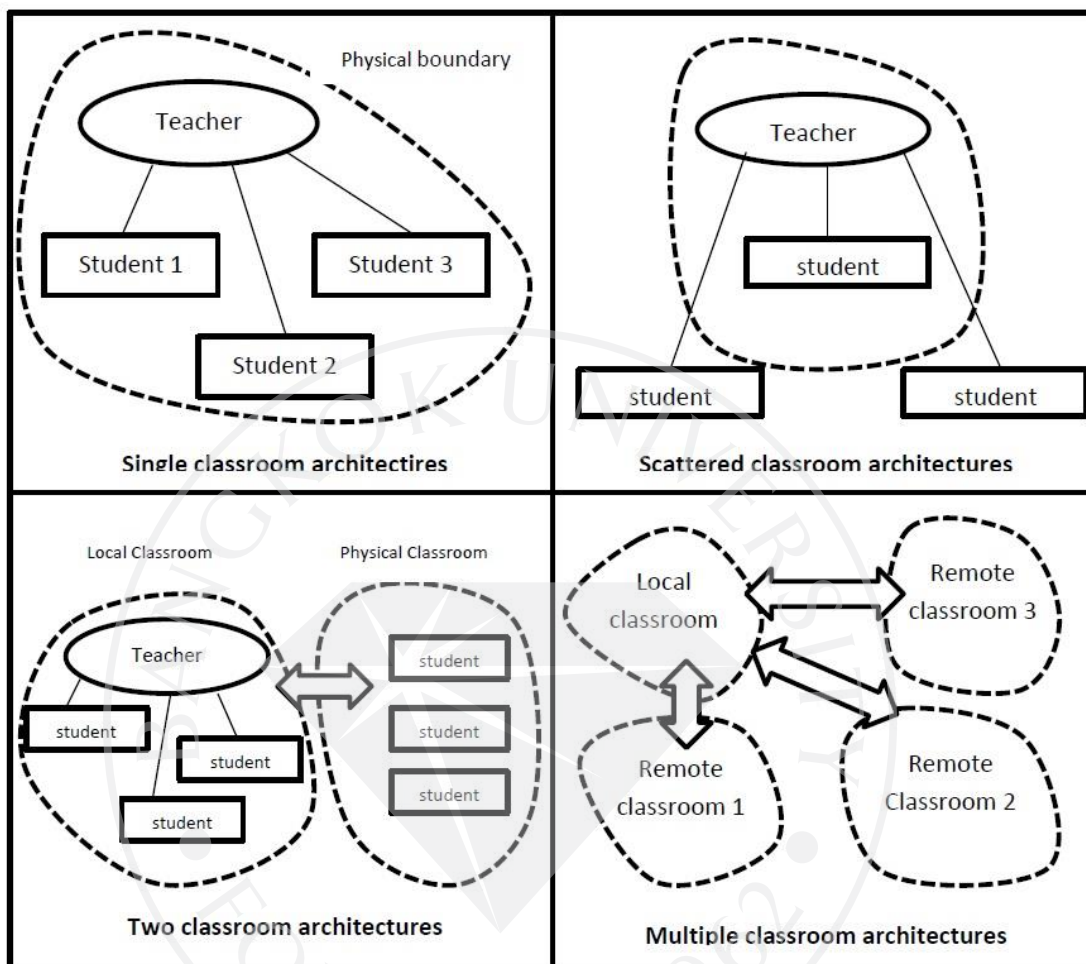 Physical boundary
Teacher
Student 1
Student 3
Student 2
Single classroom architectires
Teacher
student
student
student
Scattered classroom architectures
Local Classroom
Physical Classroom
Teacher
student
student
student
student
student
student
Two classroom architectures
Local
classroom
Remote
classroom 3
Remote
classroom 1
Remote
Classroom 2
Multiple classroom architectures
BANGKOK UNIVERSITY